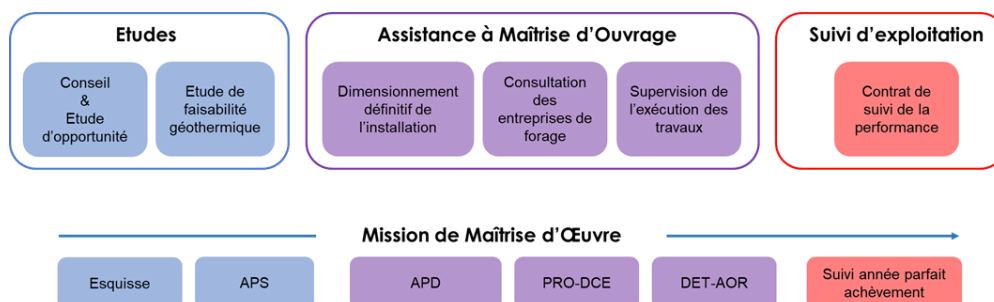 Etudes
Conseil
&
Etude
d'opportunité
Etude de
faisabilité
géothermique
Assistance à Maîtrise d'Ouvrage
Dimensionnement
définitif de
l'installation
Consultation
des
entreprises de
forage
Supervision de
l'exécution des
travaux
Suivi d'exploitation
Contrat de
suivi de la
performance
Mission de Maîtrise d'Œuvre
Esquisse
APS
APD
PRO-DCE
DET-AOR
Suivi année parfait
achèvement